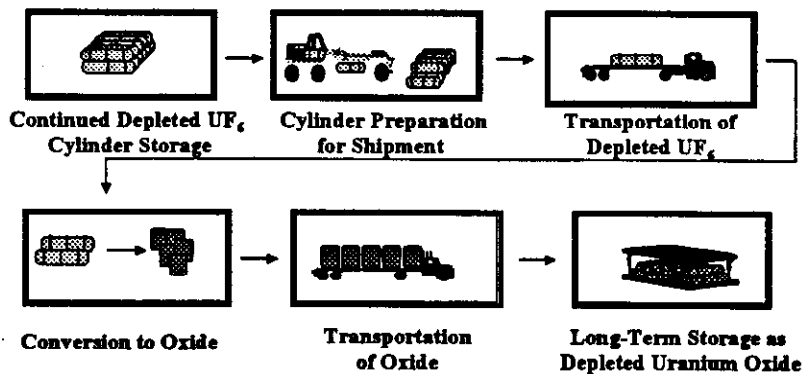 Continued Depleted UF₆
Cylinder Storage
Cylinder Preparation
for Shipment
Transportation of
Depleted UF₆
Conversion to Oxide
Transportation
of Oxide
Long-Term Storage as
Depleted Uranium Oxide